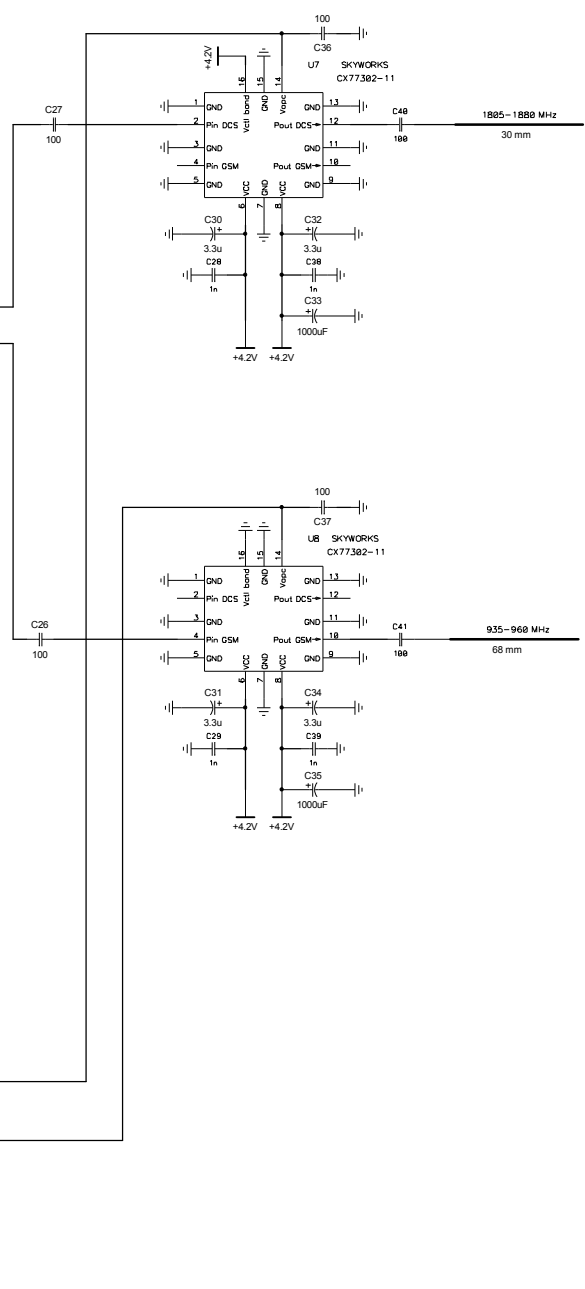 100
C36
+4.2V
U7 SKYWORKS
CX77302-11
16 15 14
C27
100
1 GND Vctl band GND Vapc GND 13
2 Pin DCS Pout DCS 12
C40
100
1805-1880 MHz
30 mm
3 GND GND 11
4 Pin GSM Pout GSM 10
5 GND VCC GND VCC GND 9
6 7 8
C30
3.3u
C32
3.3u
C28
1n
C38
1n
C33
1000uF
+4.2V +4.2V
100
C37
U8 SKYWORKS
CX77302-11
16 15 14
1 GND Vctl band GND Vapc GND 13
2 Pin DCS Pout DCS 12
3 GND GND 11
C26
100
4 Pin GSM Pout GSM 10
C41
100
935-960 MHz
68 mm
5 GND VCC GND VCC GND 9
6 7 8
C31
3.3u
C34
3.3u
C29
1n
C39
1n
C35
1000uF
+4.2V +4.2V